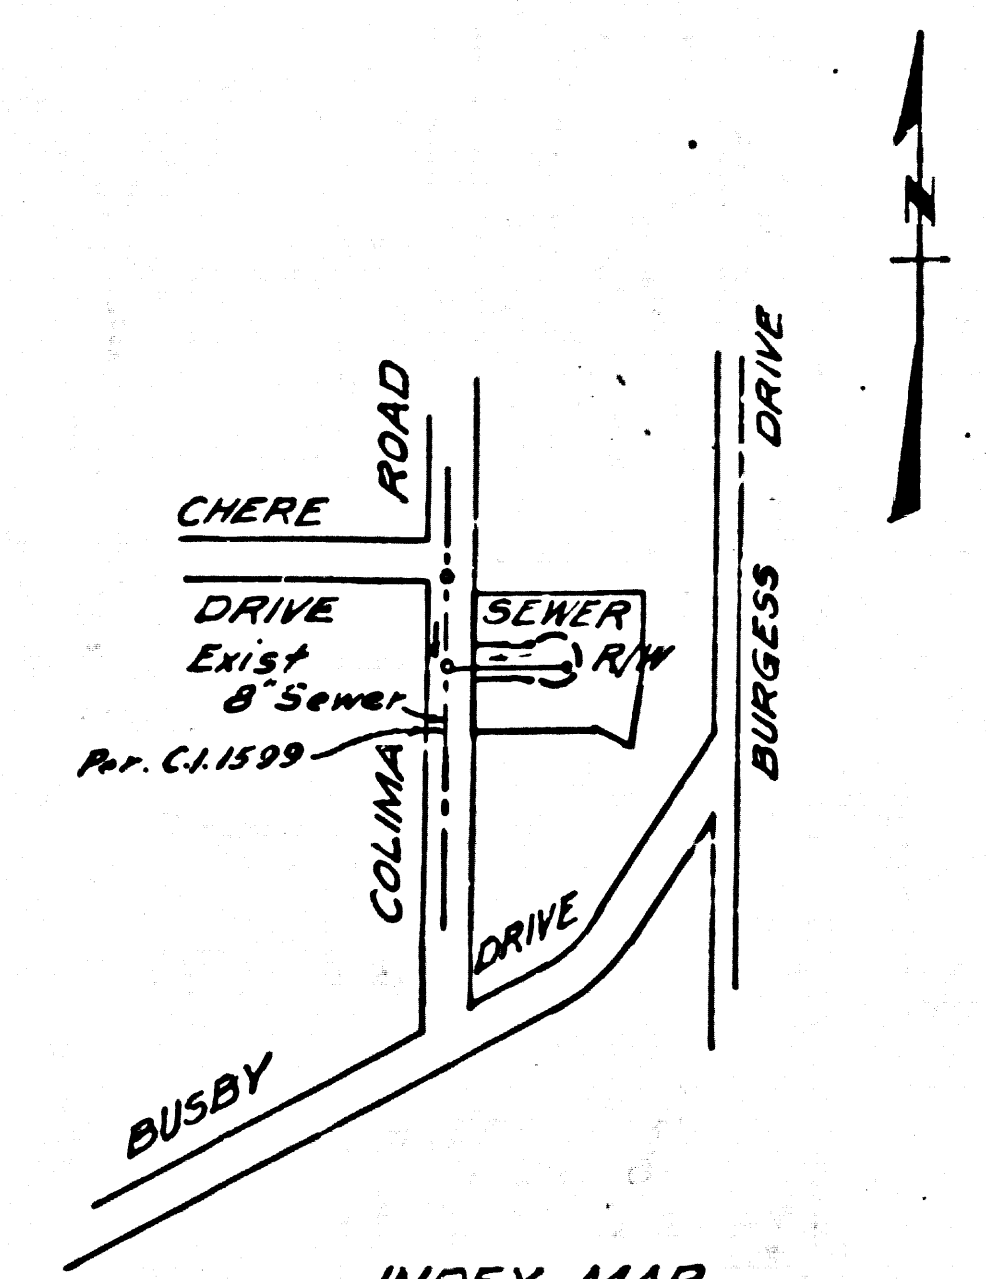 N
BURGESS DRIVE
COLIMA ROAD
CHERE
DRIVE
SEWER
R/W
Exist
8" Sewer
Per. C.I. 1599
BUSBY DRIVE
INDEX MAP